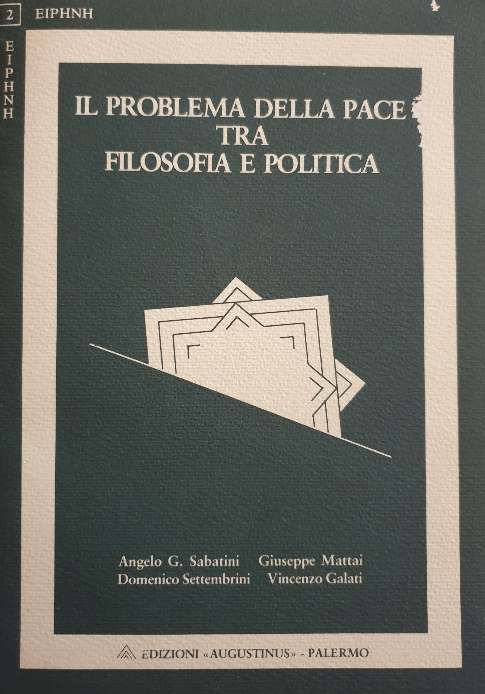 2 ΕΙΡΗΝΗ
ΕΙΡΗΝΗ
IL PROBLEMA DELLA PACE
TRA
FILOSOFIA E POLITICA
Angelo G. Sabatini Giuseppe Mattai
Domenico Settembrini Vincenzo Galati
EDIZIONI «AUGUSTINUS» - PALERMO